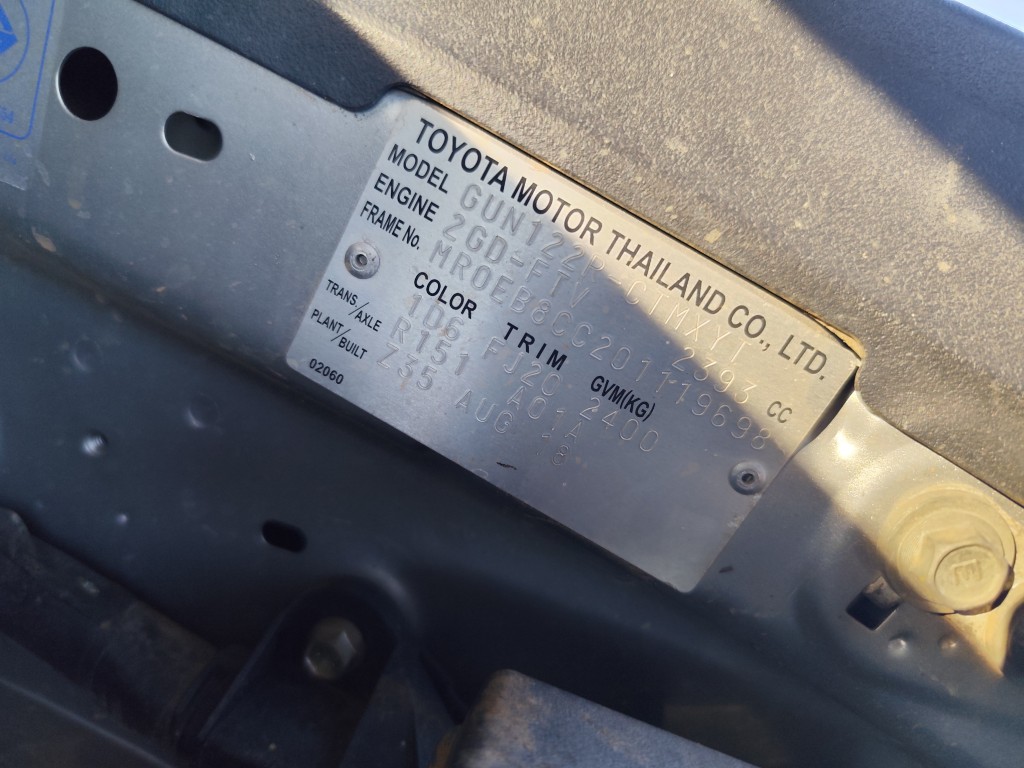 TOYOTA MOTOR THAILAND CO., LTD.
MODEL GUN122R-CTMXYT
ENGINE 2GD-FTV 2393 CC
FRAME No. MR0EB8CC201119698
COLOR TRIM GVM(KG)
1D6 FJ2C 2400
TRANS/AXLE R151 A01A
PLANT/BUILT Z35 AUG
02060
34